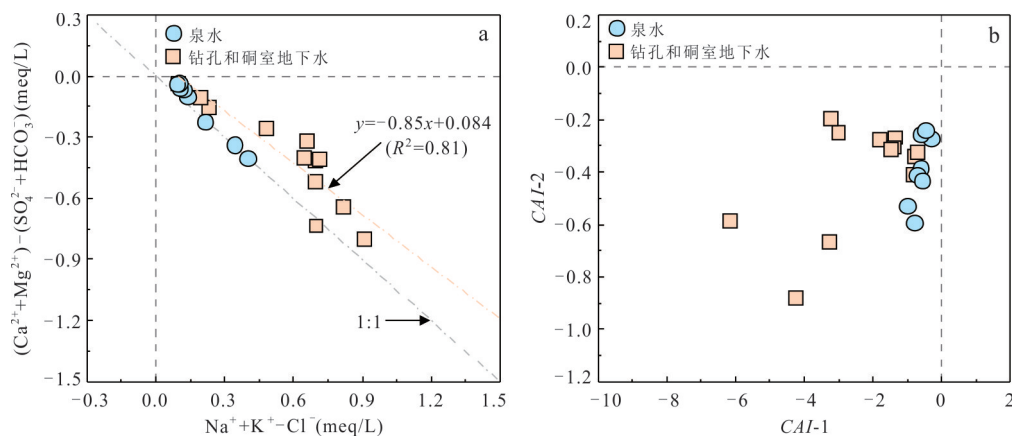 a
泉水
钻孔和硐室地下水
y=−0.85x+0.084
(R²=0.81)
1:1
0.3
0.0
−0.3
−0.6
−0.9
−1.2
−1.5
(Ca²⁺+Mg²⁺)−(SO₄²⁻+HCO₃⁻)(meq/L)
−0.3 0.0 0.3 0.6 0.9 1.2 1.5
Na⁺+K⁺−Cl⁻(meq/L)
b
泉水
钻孔和硐室地下水
0.2
0.0
−0.2
−0.4
−0.6
−0.8
−1.0
−1.2
CAI-2
−10 −8 −6 −4 −2 0 2
CAI-1